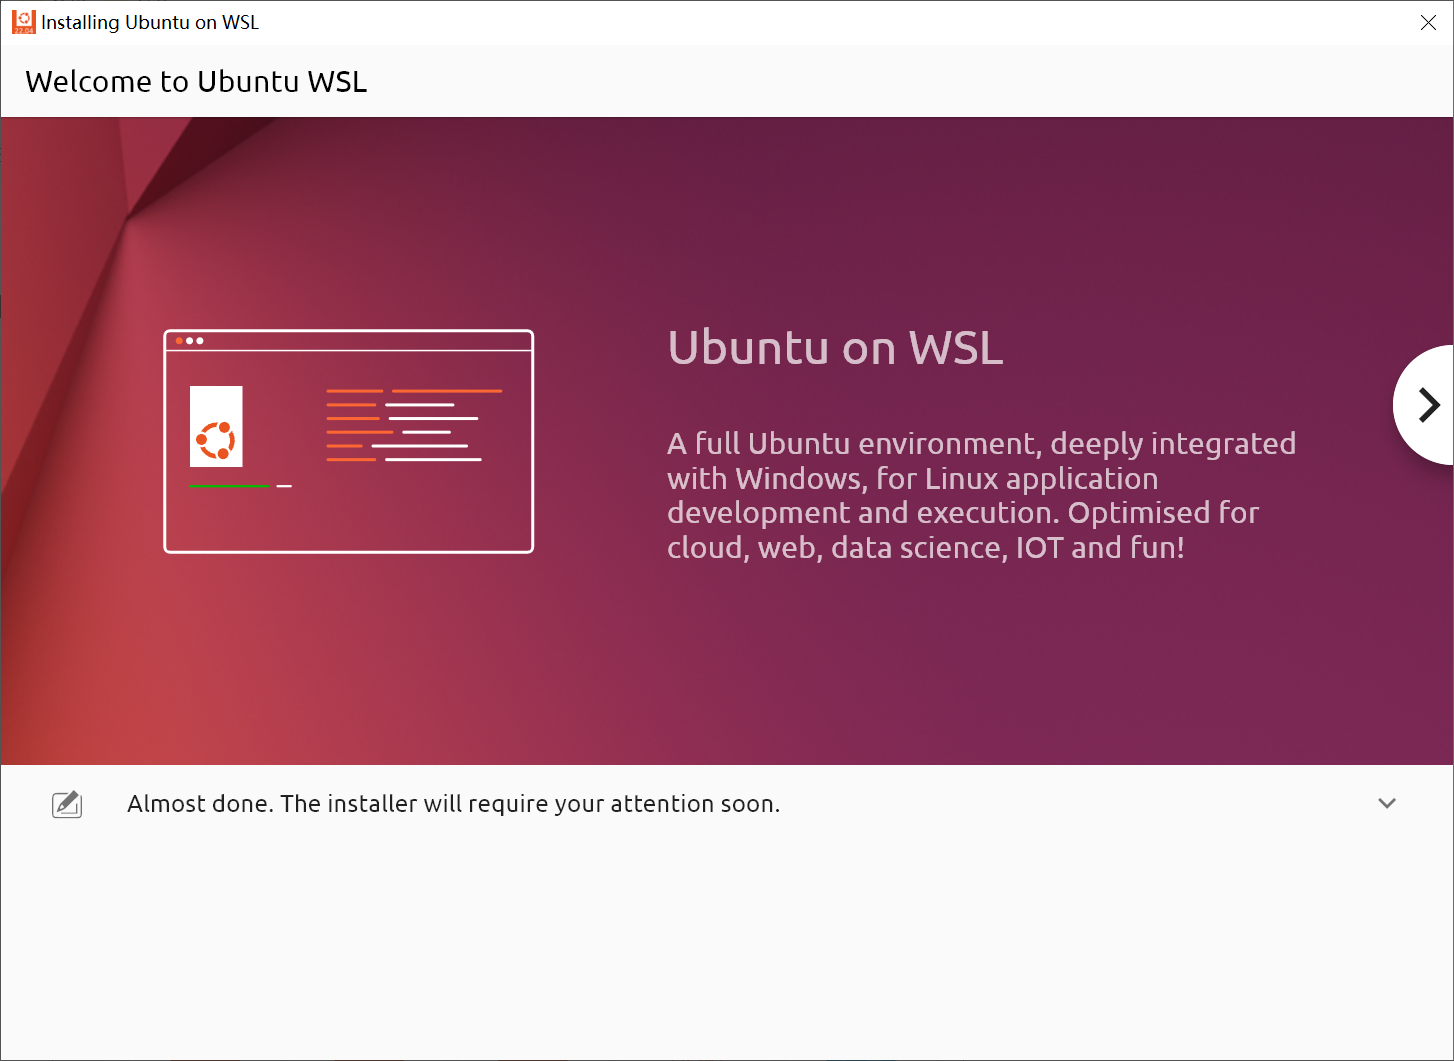 22.04
Installing Ubuntu on WSL
Welcome to Ubuntu WSL
Ubuntu on WSL
A full Ubuntu environment, deeply integrated
with Windows, for Linux application
development and execution. Optimised for
cloud, web, data science, IOT and fun!
Almost done. The installer will require your attention soon.